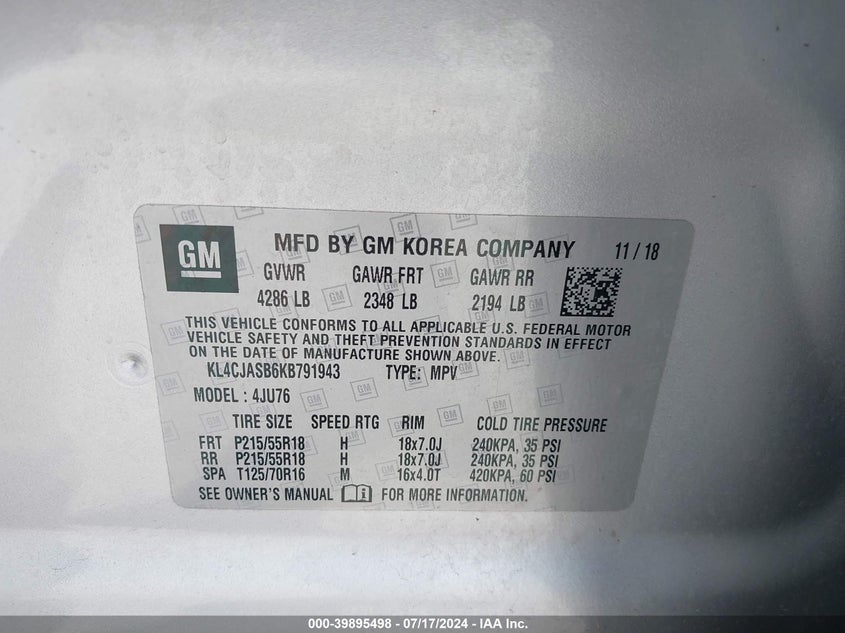 GM MFD BY GM KOREA COMPANY 11 / 18
GVWR GAWR FRT GAWR RR
4286 LB 2348 LB 2194 LB
THIS VEHICLE CONFORMS TO ALL APPLICABLE U.S. FEDERAL MOTOR
VEHICLE SAFETY AND THEFT PREVENTION STANDARDS IN EFFECT
ON THE DATE OF MANUFACTURE SHOWN ABOVE.
KL4CJASB6KB791943 TYPE: MPV
MODEL : 4JU76
TIRE SIZE SPEED RTG RIM COLD TIRE PRESSURE
FRT P215/55R18 H 18x7.0J 240KPA, 35 PSI
RR P215/55R18 H 18x7.0J 240KPA, 35 PSI
SPA T125/70R16 M 16x4.0T 420KPA, 60 PSI
SEE OWNER'S MANUAL FOR MORE INFORMATION.
000-39895498 - 07/17/2024 - IAA Inc.